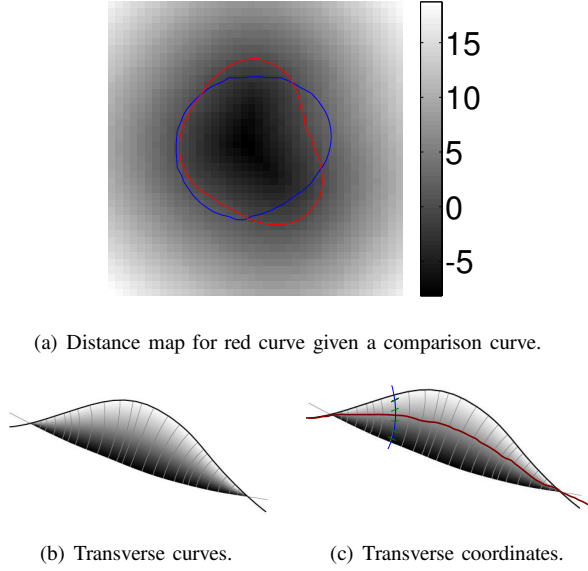 15
10
5
0
-5
(a) Distance map for red curve given a comparison curve.
(b) Transverse curves.
(c) Transverse coordinates.